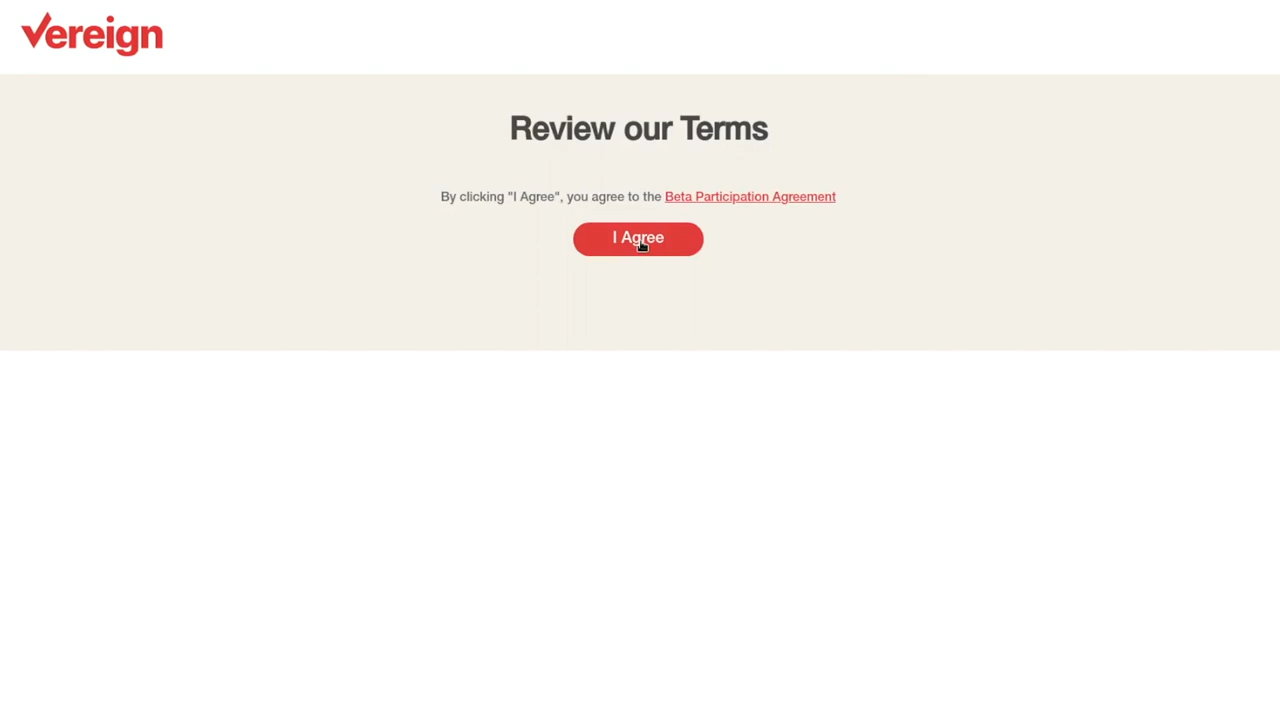 Vereign
Review our Terms
By clicking "I Agree", you agree to the Beta Participation Agreement
I Agree